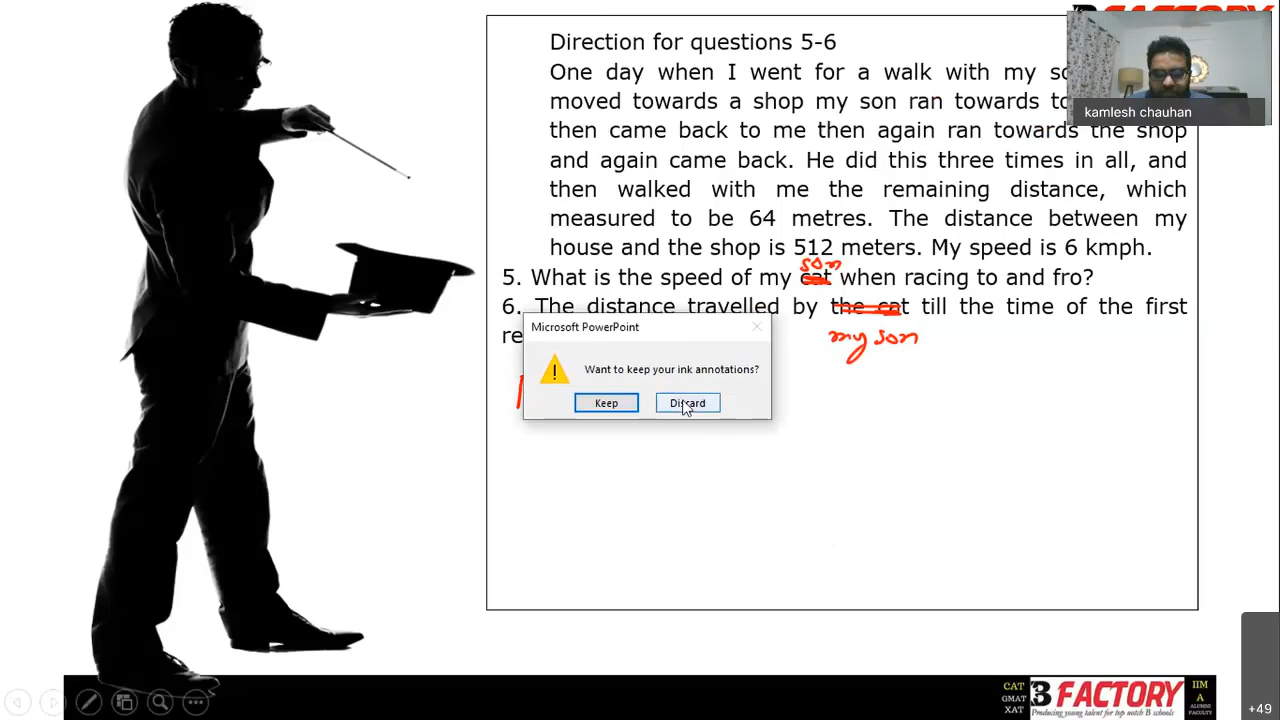 Direction for questions 5-6
One day when I went for a walk with my
moved towards a shop my son ran towards
then came back to me then again ran towards the shop
and again came back. He did this three times in all, and
then walked with me the remaining distance, which
measured to be 64 metres. The distance between my
house and the shop is 512 meters. My speed is 6 kmph.
son
5. What is the speed of my cat when racing to and fro?
6. The distance travelled by the cat till the time of the first
my son
Microsoft PowerPoint
Want to keep your ink annotations?
Keep
Discard
kamlesh chauhan
FACTORY
+49
CAT
GMAT
XAT
3 FACTORY
Producing young talent for top notch B schools
IIM
A
ALUMNI
FACULTY